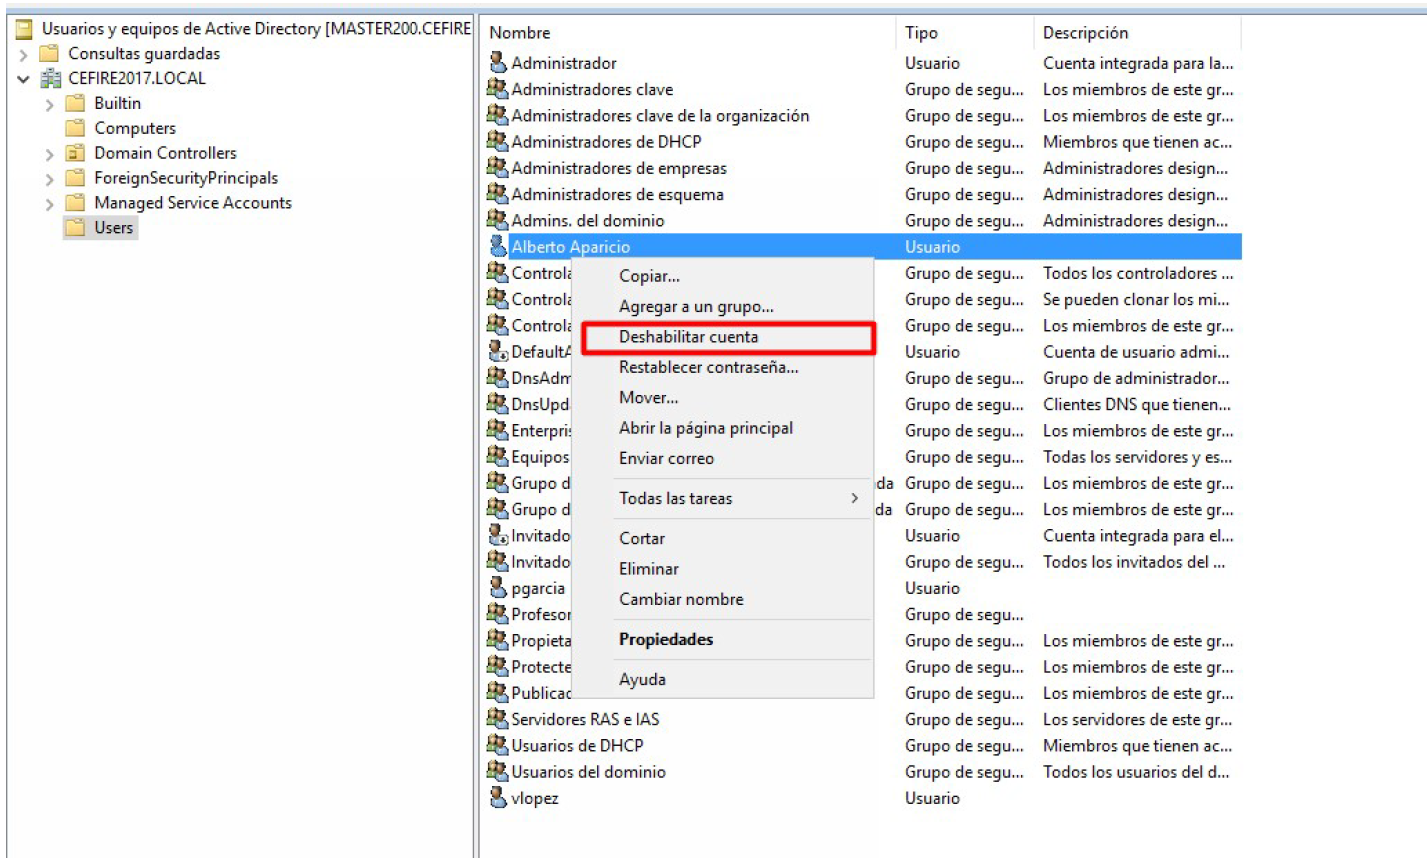 Usuarios y equipos de Active Directory [MASTER200.CEFIRE
Consultas guardadas
CEFIRE2017.LOCAL
Builtin
Computers
Domain Controllers
ForeignSecurityPrincipals
Managed Service Accounts
Users
Nombre Tipo Descripción
Administrador Usuario Cuenta integrada para la...
Administradores clave Grupo de segu... Los miembros de este gr...
Administradores clave de la organización Grupo de segu... Los miembros de este gr...
Administradores de DHCP Grupo de segu... Miembros que tienen ac...
Administradores de empresas Grupo de segu... Administradores design...
Administradores de esquema Grupo de segu... Administradores design...
Admins. del dominio Grupo de segu... Administradores design...
Alberto Aparicio Usuario
Controla Grupo de segu... Todos los controladores ...
Controla Grupo de segu... Se pueden clonar los mi...
Controla Grupo de segu... Los miembros de este gr...
DefaultA Usuario Cuenta de usuario admi...
DnsAdm Grupo de segu... Grupo de administrador...
DnsUpd Grupo de segu... Clientes DNS que tienen...
Enterpris Grupo de segu... Los miembros de este gr...
Equipos Grupo de segu... Todas los servidores y es...
Grupo d da Grupo de segu... Los miembros de este gr...
Grupo d da Grupo de segu... Los miembros de este gr...
Invitado Usuario Cuenta integrada para el...
Invitado Grupo de segu... Todos los invitados del ...
pgarcia Usuario
Profesor Grupo de segu...
Propieta Grupo de segu... Los miembros de este gr...
Protecte Grupo de segu... Los miembros de este gr...
Publicad Grupo de segu... Los miembros de este gr...
Servidores RAS e IAS Grupo de segu... Los servidores de este gr...
Usuarios de DHCP Grupo de segu... Miembros que tienen ac...
Usuarios del dominio Grupo de segu... Todos los usuarios del d...
vlopez Usuario
Copiar...
Agregar a un grupo...
Deshabilitar cuenta
Restablecer contraseña...
Mover...
Abrir la página principal
Enviar correo
Todas las tareas
Cortar
Eliminar
Cambiar nombre
Propiedades
Ayuda